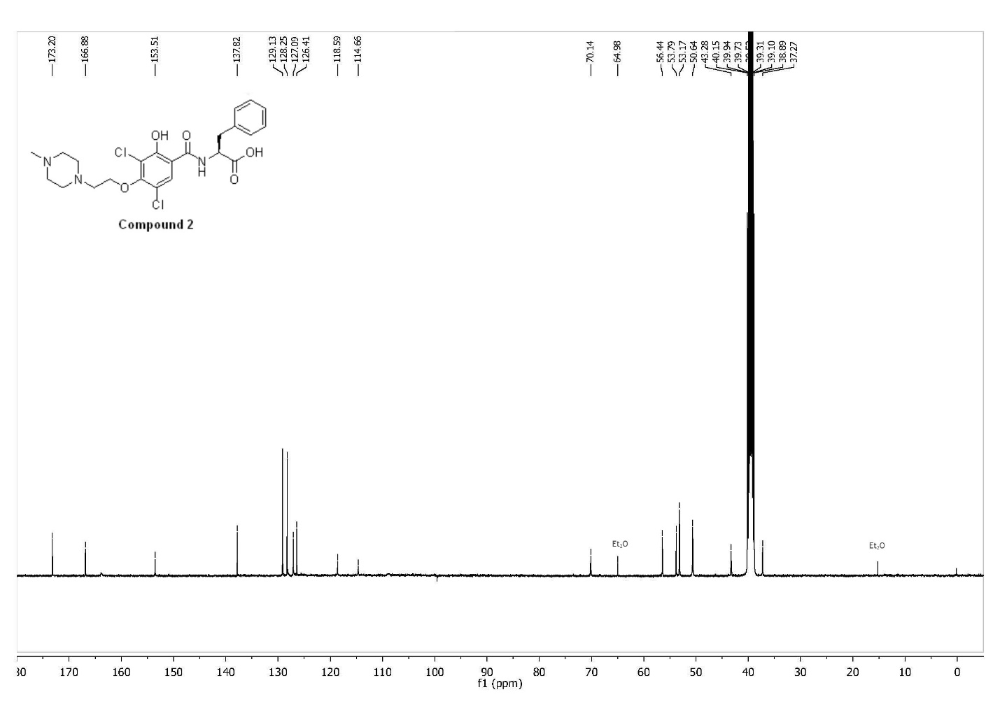 173.20
166.88
153.51
137.82
129.13
128.25
127.09
126.41
118.59
114.66
70.14
64.98
56.44
53.79
53.17
50.64
43.28
40.15
39.94
39.73
39.31
39.10
38.89
37.27
OH
O
Cl
N
N
O
Cl
N
H
OH
O
Compound 2
Et₂O
Et₂O
170 160 150 140 130 120 110 100 90 80 70 60 50 40 30 20 10 0
f1 (ppm)